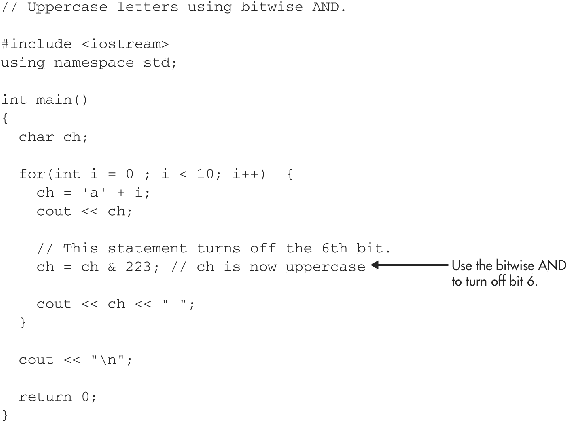 // Uppercase letters using bitwise AND.
#include <iostream>
using namespace std;
int main()
{
char ch;
for(int i = 0 ; i < 10; i++) {
ch = 'a' + i;
cout << ch;
// This statement turns off the 6th bit.
ch = ch & 223; // ch is now uppercase
Use the bitwise AND
to turn off bit 6.
cout << ch << " ";
}
cout << "\n";
return 0;
}